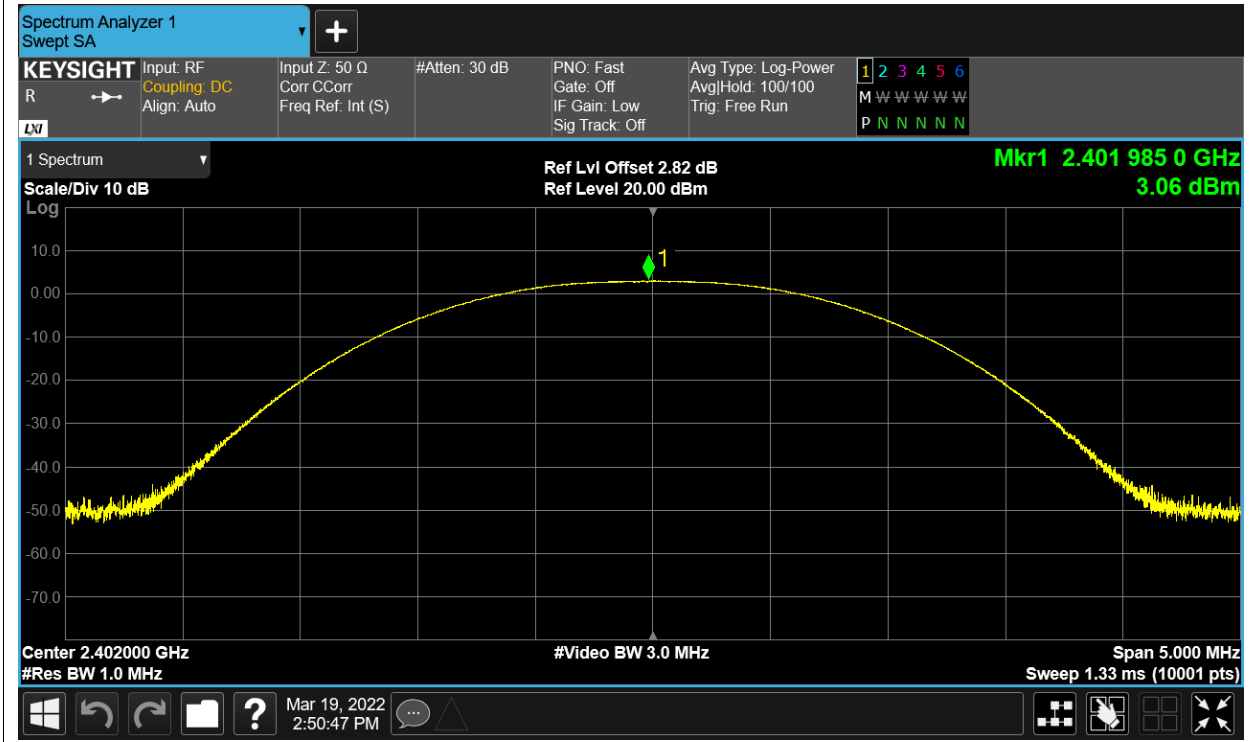 Spectrum Analyzer 1
Swept SA
KEYSIGHT
R
LXI
Input: RF
Coupling: DC
Align: Auto
Input Z: 50 Ω
Corr CCorr
Freq Ref: Int (S)
#Atten: 30 dB
PNO: Fast
Gate: Off
IF Gain: Low
Sig Track: Off
Avg Type: Log-Power
Avg|Hold: 100/100
Trig: Free Run
1 2 3 4 5 6
M W W W W W
P N N N N N
1 Spectrum
Scale/Div 10 dB
Log
Ref Lvl Offset 2.82 dB
Ref Level 20.00 dBm
Mkr1 2.401 985 0 GHz
3.06 dBm
1
10.0
0.00
-10.0
-20.0
-30.0
-40.0
-50.0
-60.0
-70.0
Center 2.402000 GHz
#Video BW 3.0 MHz
Span 5.000 MHz
#Res BW 1.0 MHz
Sweep 1.33 ms (10001 pts)
?
Mar 19, 2022
2:50:47 PM